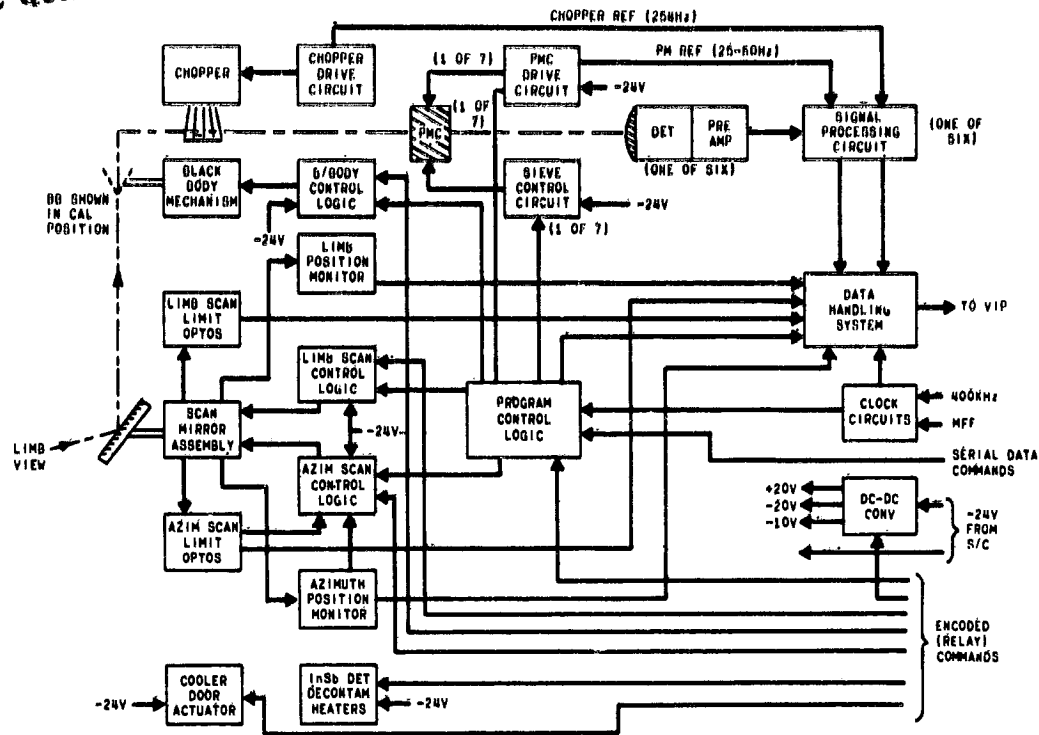 CHOPPER REF (254Hz)
CHOPPER
CHOPPER
DRIVE
CIRCUIT
(1 OF 7)
PMC
DRIVE
CIRCUIT
PM REF (25-60Hz)
-24V
(1 OF
7)
PMC
DET
PRE
AMP
(ONE OF SIX)
SIGNAL
PROCESSING
CIRCUIT
(ONE OF
SIX)
BB SHOWN
IN CAL
POSITION
BLACK
BODY
MECHANISM
B/BODY
CONTROL
LOGIC
-24V
SIEVE
CONTROL
CIRCUIT
-24V
(1 OF 7)
LIMB
POSITION
MONITOR
LIMB SCAN
LIMIT
OPTOS
DATA
HANDLING
SYSTEM
TO VIP
LIMB SCAN
CONTROL
LOGIC
-24V
SCAN
MIRROR
ASSEMBLY
LIMB
VIEW
PROGRAM
CONTROL
LOGIC
CLOCK
CIRCUITS
400KHz
MFF
SERIAL DATA
COMMANDS
AZIM SCAN
CONTROL
LOGIC
AZIM SCAN
LIMIT
OPTOS
+20V
-20V
-10V
DC-DC
CONV
-24V
FROM
S/C
AZIMUTH
POSITION
MONITOR
ENCODED
(RELAY)
COMMANDS
-24V
COOLER
DOOR
ACTUATOR
InSb DET
DECONTAM
HEATERS
-24V